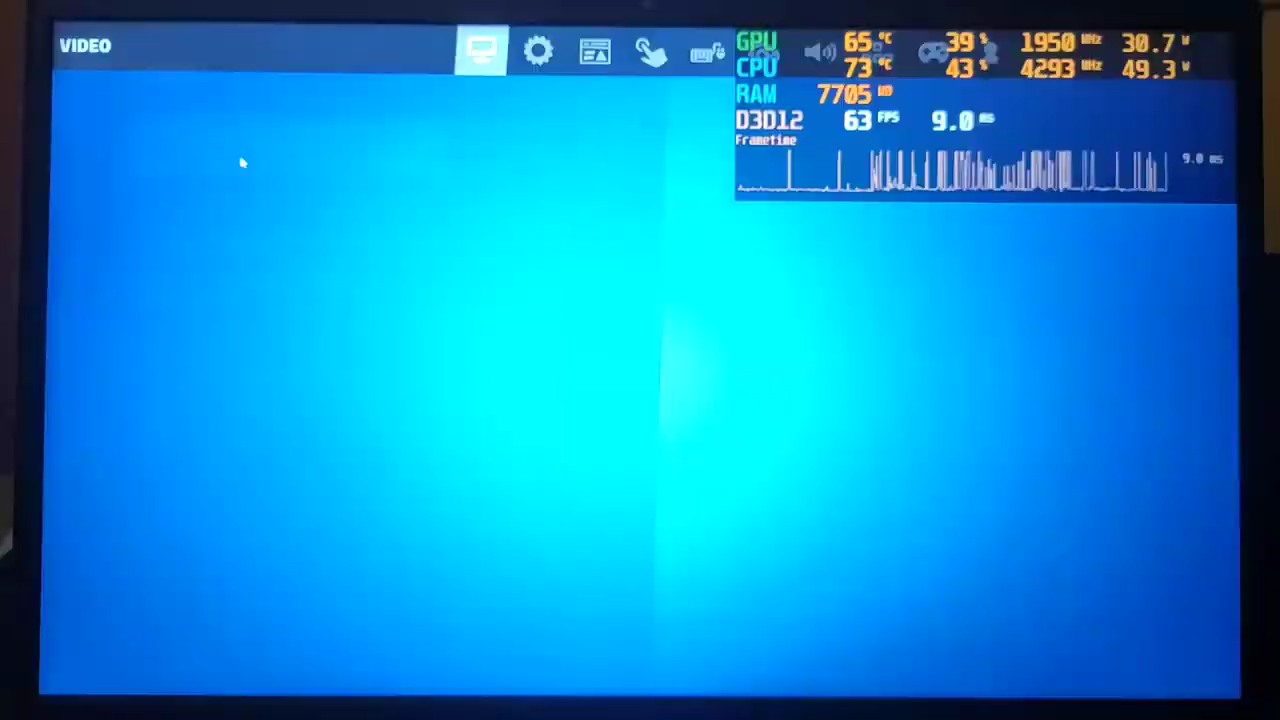 VIDEO
GPU 65 °C 39 % 1950 MHz 30.7 W
CPU 73 °C 43 % 4293 MHz 49.3 W
RAM 7705 MB
D3D12 63 FPS 9.0 ms
Frametime
9.0 ms